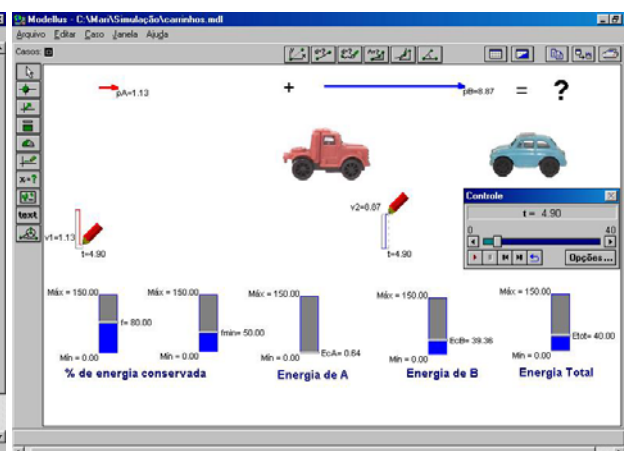 Modellus - C:\Mari\Simulação\carrinhos.mdl
Arquivo Editar Caso Janela Ajuda
Casos:
pA=1.13
+
pB=8.87
=
?
text
v1=1.13
t=4.90
v2=0.07
t=4.90
Controle
t = 4.90
0
40
Opções...
Máx = 150.00
Máx = 150.00
Máx = 150.00
Máx = 150.00
Máx = 150.00
f= 80.00
fmin= 50.00
EcA= 0.64
EcB= 39.36
Etot= 40.00
Mín = 0.00
Mín = 0.00
Mín = 0.00
Mín = 0.00
Mín = 0.00
% de energia conservada
Energia de A
Energia de B
Energia Total